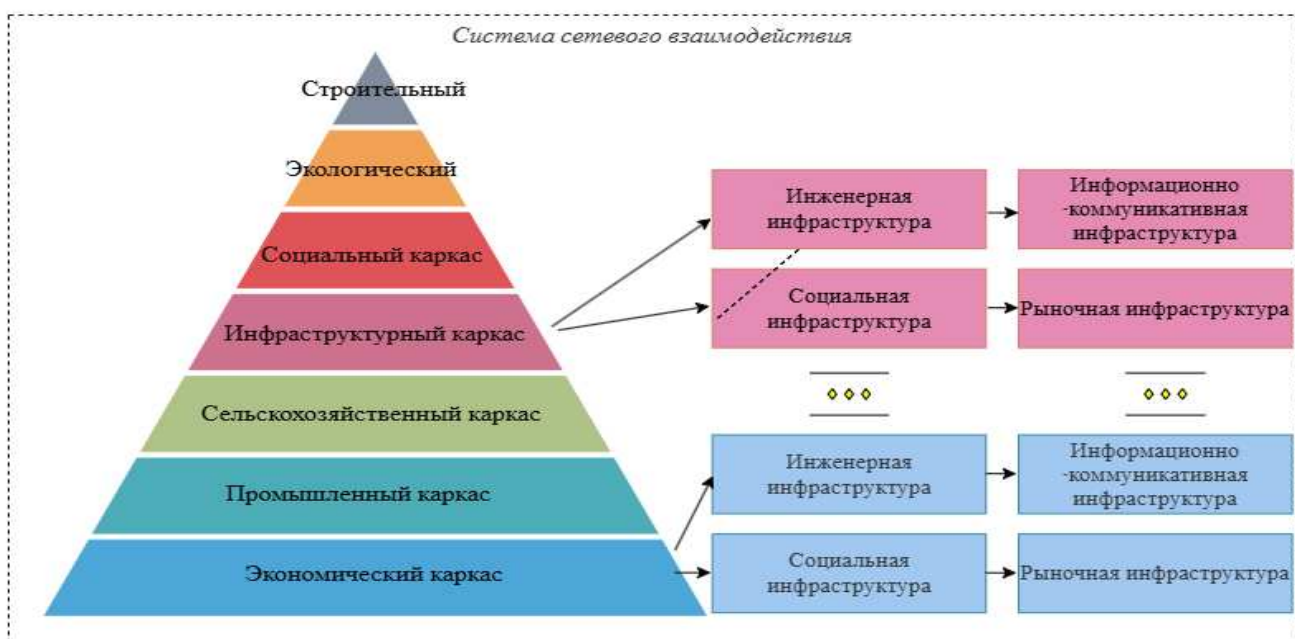 Система сетевого взаимодействия
Строительный
Экологический
Социальный каркас
Инфраструктурный каркас
Сельскохозяйственный каркас
Промышленный каркас
Экономический каркас
Инженерная
инфраструктура
Информационно
-коммуникативная
инфраструктура
Социальная
инфраструктура
Рыночная инфраструктура
Инженерная
инфраструктура
Информационно
-коммуникативная
инфраструктура
Социальная
инфраструктура
Рыночная инфраструктура